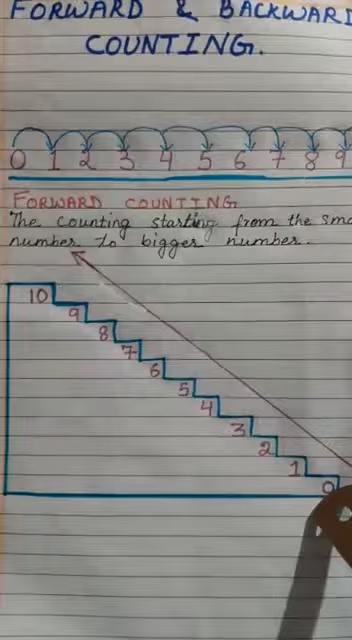 FORWARD & BACKWARD
COUNTING.
0 1 2 3 4 5 6 7 8 9
FORWARD COUNTING
The counting starting from the sma
number to bigger number.
10
9
8
7
6
5
4
3
2
1
0